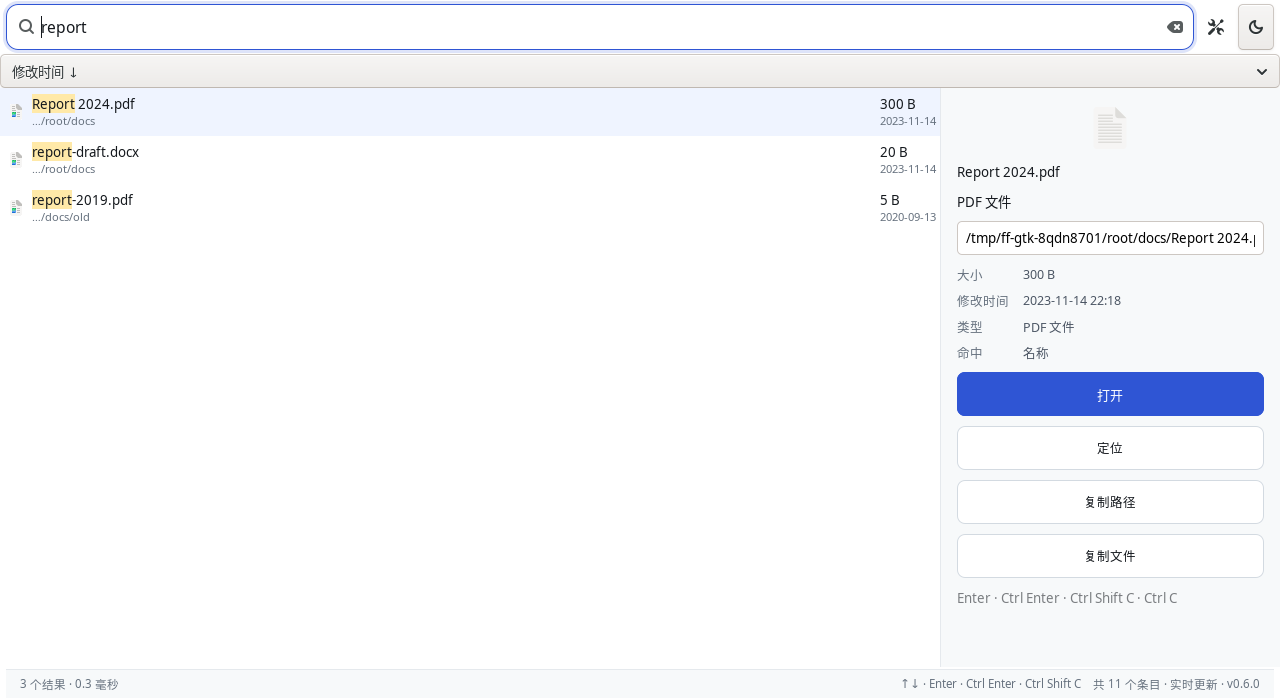 report
修改时间 ↓
Report 2024.pdf
300 B
…/root/docs
2023-11-14
report-draft.docx
20 B
…/root/docs
2023-11-14
report-2019.pdf
5 B
…/docs/old
2020-09-13
Report 2024.pdf
PDF 文件
/tmp/ff-gtk-8qdn8701/root/docs/Report 2024.
大小 300 B
修改时间 2023-11-14 22:18
类型 PDF 文件
命中 名称
打开
定位
复制路径
复制文件
Enter · Ctrl Enter · Ctrl Shift C · Ctrl C
3 个结果 · 0.3 毫秒
↑↓ · Enter · Ctrl Enter · Ctrl Shift C 共 11 个条目 · 实时更新 · v0.6.0